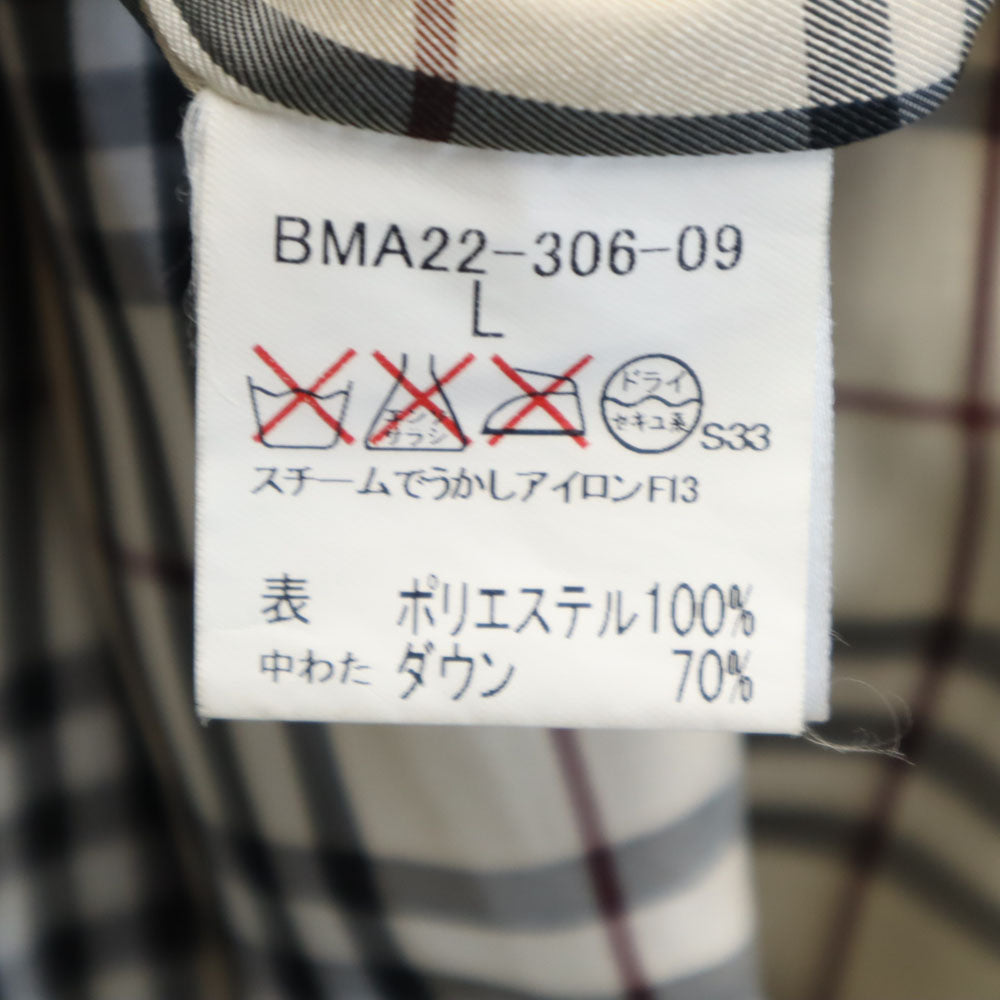 BMA22-306-09
L
エンソ
サラシ
ドライ
セキユ系
S33
スチームでうかしアイロンF13
表 ポリエステル100%
中わた ダウン 70%